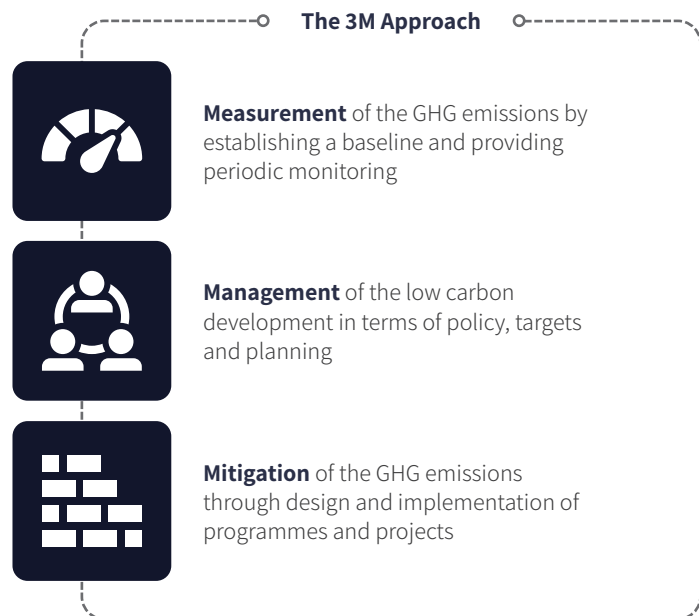 The 3M Approach
Measurement of the GHG emissions by
establishing a baseline and providing
periodic monitoring
Management of the low carbon
development in terms of policy, targets
and planning
Mitigation of the GHG emissions
through design and implementation of
programmes and projects